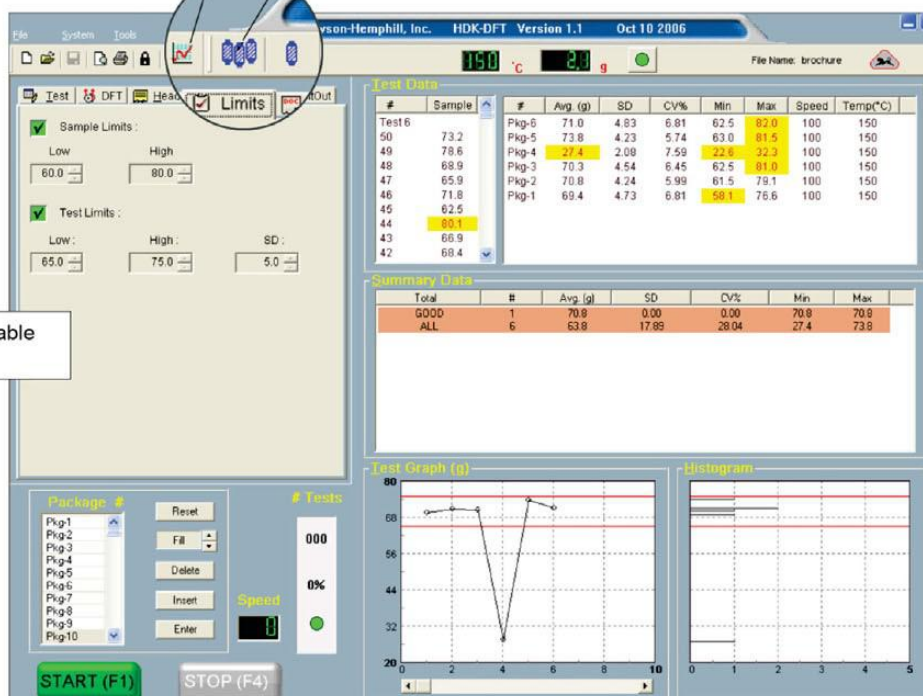 yson-Hemphill, Inc. HDK-DFT Version 1.1 Oct 10 2006
File System Tools
150 °C 2,1 g File Name: brochure
Test DFT Head Limits DOC tOut
Sample Limits :
Low High
60.0 80.0
Test Limits :
Low : High : SD :
65.0 75.0 5.0
able
Test Data
# Sample
Test 6
50 73.2
49 78.6
48 68.9
47 65.9
46 71.8
45 62.5
44 80.1
43 66.9
42 68.4
# Avg. (g) SD CV% Min Max Speed Temp(°C)
Pkg-6 71.0 4.83 6.81 62.5 82.0 100 150
Pkg-5 73.8 4.23 5.74 63.0 81.5 100 150
Pkg-4 27.4 2.08 7.59 22.6 32.3 100 150
Pkg-3 70.3 4.54 6.45 62.5 81.0 100 150
Pkg-2 70.8 4.24 5.99 61.5 79.1 100 150
Pkg-1 69.4 4.73 6.81 58.1 76.6 100 150
Summary Data
Total # Avg. (g) SD CV% Min Max
GOOD 1 70.8 0.00 0.00 70.8 70.8
ALL 6 63.8 17.89 28.04 27.4 73.8
Package #
Pkg-1
Pkg-2
Pkg-3
Pkg-4
Pkg-5
Pkg-6
Pkg-7
Pkg-8
Pkg-9
Pkg-10
Reset
Fill
Delete
Insert
Enter
Speed
0
# Tests
000
0%
START (F1) STOP (F4)
Test Graph (g)
80
68
56
44
32
20
0 2 4 6 8 10
Histogram
0 1 2 3 4 5